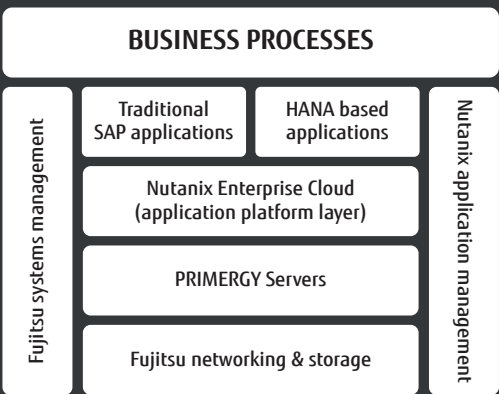 BUSINESS PROCESSES
Fujitsu systems management
Traditional
SAP applications
HANA based
applications
Nutanix Enterprise Cloud
(application platform layer)
PRIMERGY Servers
Fujitsu networking & storage
Nutanix application management